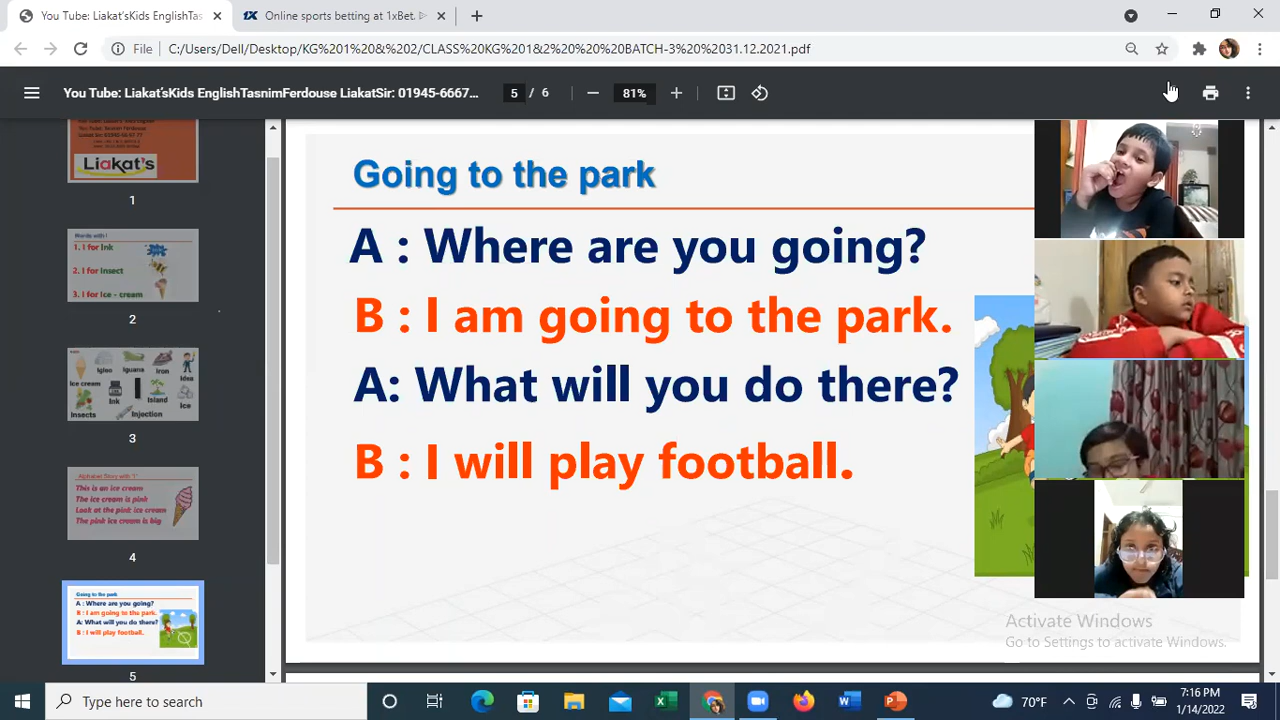 You Tube: Liakat'sKids EnglishTas
Online sports betting at 1xBet.
File C:/Users/Dell/Desktop/KG%201%20&%202/CLASS%20KG%201&2%20%20%20BATCH-3%20%2031.12.2021.pdf
You Tube: Liakat'sKids EnglishTasnimFerdouse LiakatSir: 01945-6667... 5 / 6 81%
LiAkat's
1
Words with I
1. I for Ink
2. I for Insect
3. I for Ice - cream
2
Ice cream
Igloo
Iguana
Iron
Idea
Insects
Ink
Island
Ice
Injection
3
Alphabet Story with "I"
This is an ice cream
The ice cream is pink
Look at the pink ice cream
The pink ice cream is big
4
Going to the park
A : Where are you going?
B : I am going to the park.
A: What will you do there?
B : I will play football.
5
Going to the park
A : Where are you going?
B : I am going to the park.
A: What will you do there?
B : I will play football.
Activate Windows
Go to Settings to activate Windows.
Type here to search
70°F
7:16 PM
1/14/2022